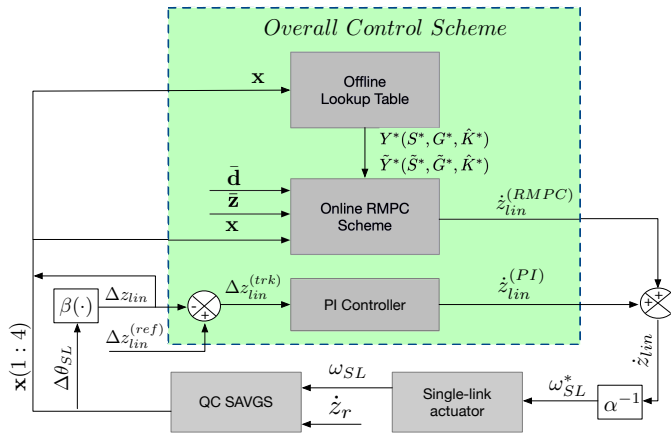 Overall Control Scheme
x
Offline
Lookup Table
Y*(S*, G*, K̂*)
Ỹ*(S̃*, G̃*, K̂*)
d̄
z̄
x
Online RMPC
Scheme
ż_lin^(RMPC)
β(·)
Δz_lin
-
+
Δz_lin^(trk)
PI Controller
ż_lin^(PI)
+
+
Δz_lin^(ref)
x(1 : 4)
Δθ_SL
ż_lin
QC SAVGS
ω_SL
ż_r
Single-link
actuator
ω*_SL
α⁻¹